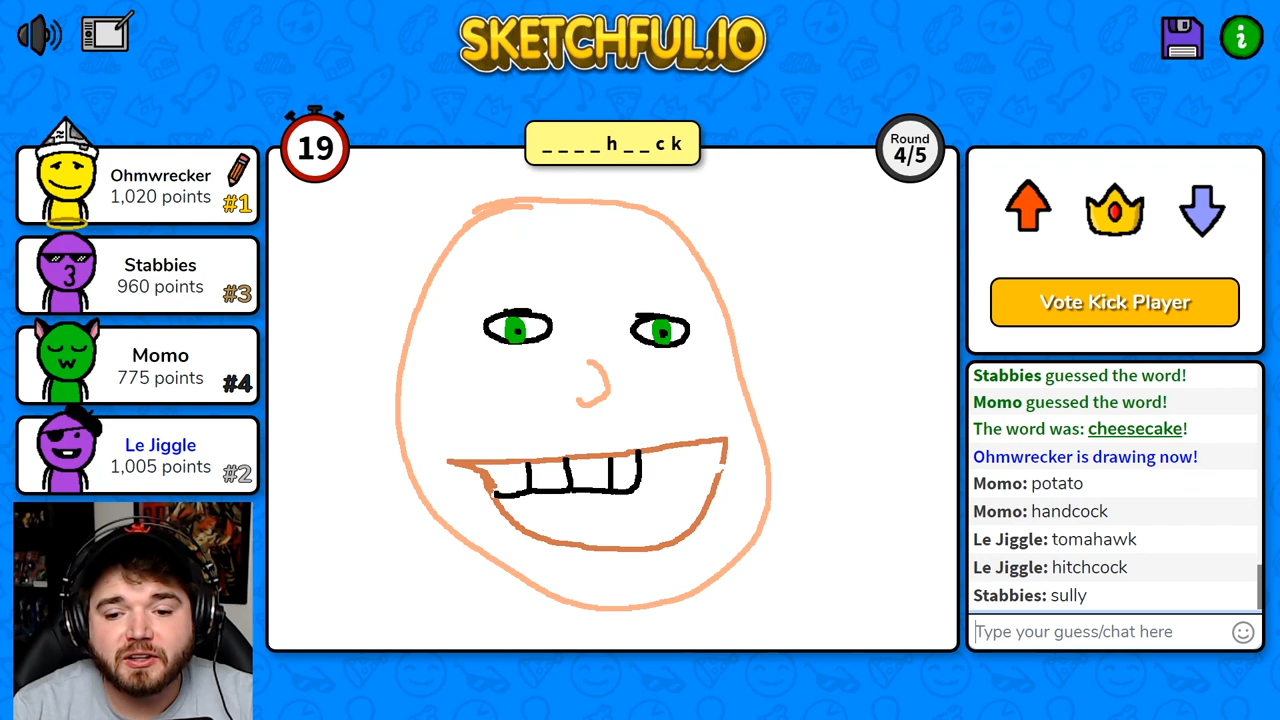 SKETCHFUL.IO
19
_ _ _ _ h _ _ c k
Round
4/5
Ohmwrecker
1,020 points
#1
Stabbies
960 points
#3
Momo
775 points
#4
Le Jiggle
1,005 points
#2
Vote Kick Player
Stabbies guessed the word!
Momo guessed the word!
The word was: cheesecake!
Ohmwrecker is drawing now!
Momo: potato
Momo: handcock
Le Jiggle: tomahawk
Le Jiggle: hitchcock
Stabbies: sully
Type your guess/chat here